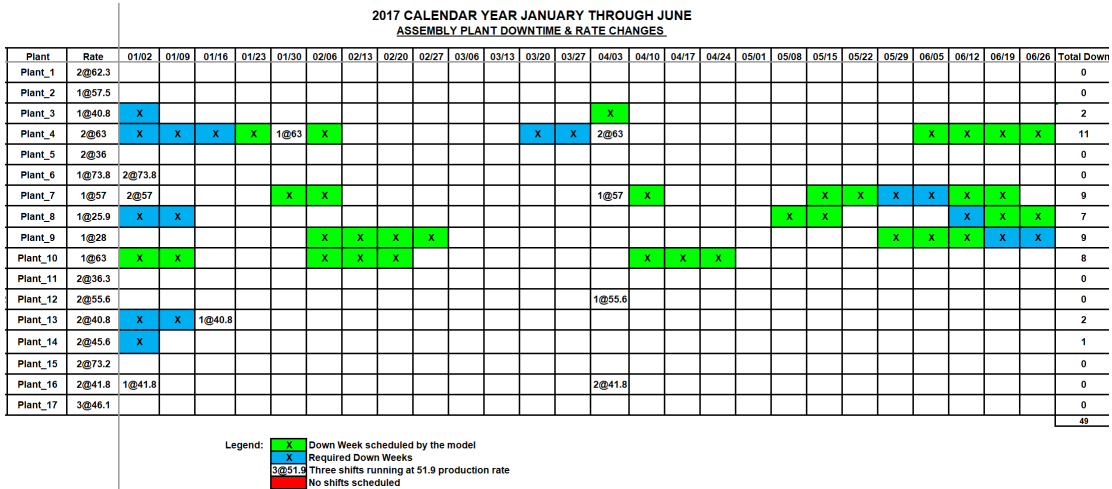 2017 CALENDAR YEAR JANUARY THROUGH JUNE
ASSEMBLY PLANT DOWNTIME & RATE CHANGES
Plant Rate 01/02 01/09 01/16 01/23 01/30 02/06 02/13 02/20 02/27 03/06 03/13 03/20 03/27 04/03 04/10 04/17 04/24 05/01 05/08 05/15 05/22 05/29 06/05 06/12 06/19 06/26 Total Down
Plant_1 2@62.3 0
Plant_2 1@57.5 0
Plant_3 1@40.8 X X 2
Plant_4 2@63 X X X X 1@63 X X X 2@63 X X X X 11
Plant_5 2@36 0
Plant_6 1@73.8 2@73.8 0
Plant_7 1@57 2@57 X X 1@57 X X X X X X X 9
Plant_8 1@25.9 X X X X X X X 7
Plant_9 1@28 X X X X X X X X X 9
Plant_10 1@63 X X X X X X X X 8
Plant_11 2@36.3 0
Plant_12 2@55.6 1@55.6 0
Plant_13 2@40.8 X X 1@40.8 2
Plant_14 2@45.6 X 1
Plant_15 2@73.2 0
Plant_16 2@41.8 1@41.8 2@41.8 0
Plant_17 3@46.1 0
49
Legend: X Down Week scheduled by the model
X Required Down Weeks
3@51.9 Three shifts running at 51.9 production rate
No shifts scheduled